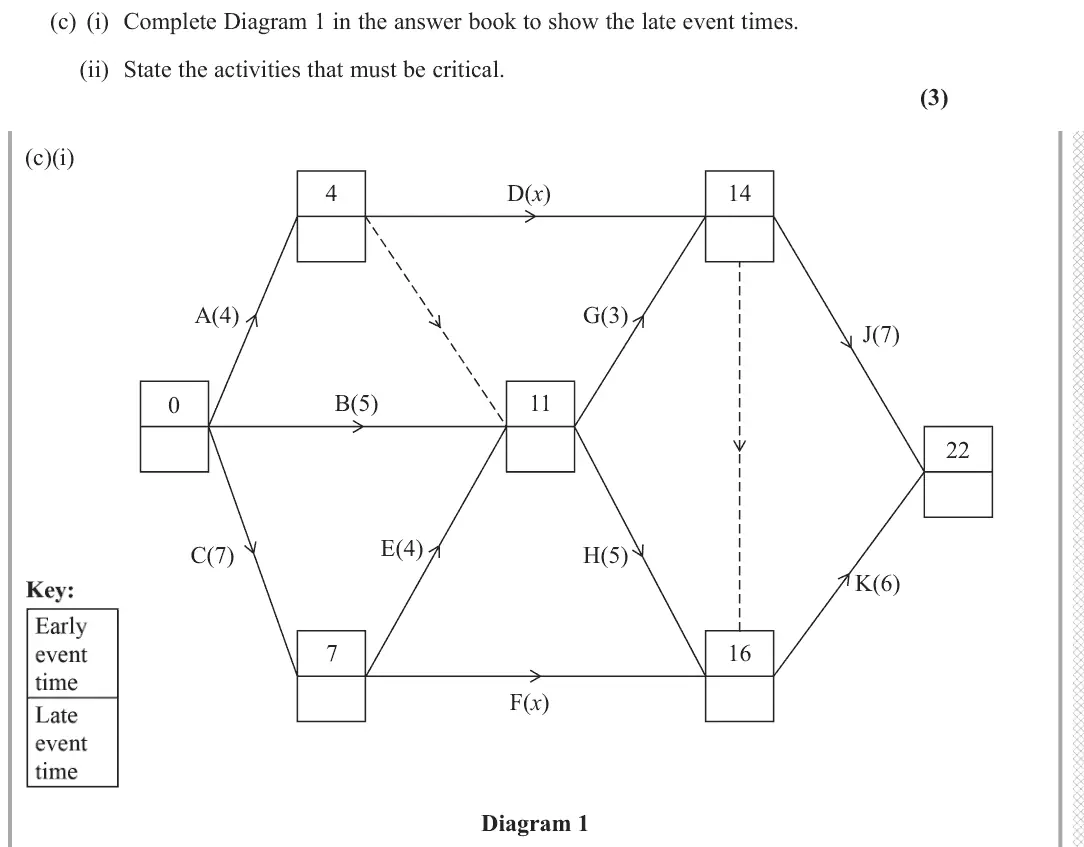 (c) (i) Complete Diagram 1 in the answer book to show the late event times.
(ii) State the activities that must be critical.
(3)
(c)(i)
4
D(x)
14
A(4)
G(3)
J(7)
0
B(5)
11
22
C(7)
E(4)
H(5)
K(6)
Key:
Early
event
time
Late
event
time
7
F(x)
16
Diagram 1